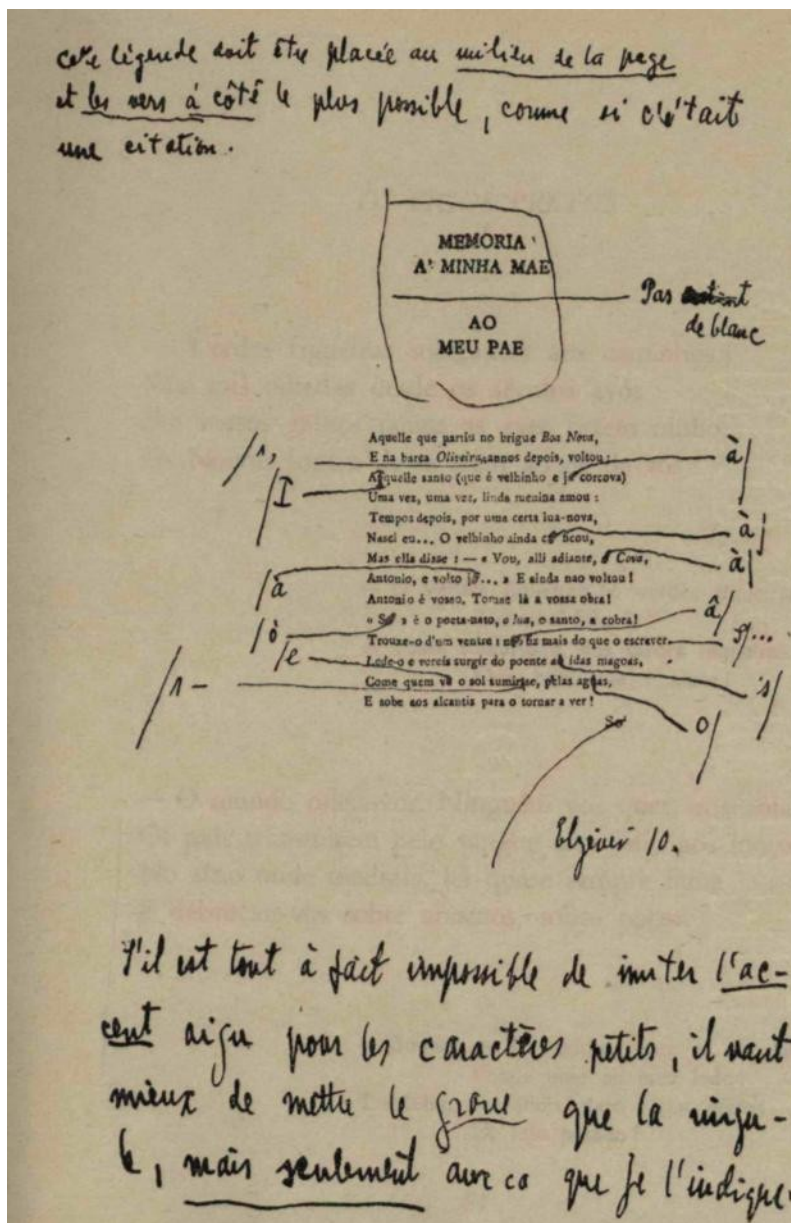 cette légende doit être placée au milieu de la page
et les vers à côté le plus possible, comme si c'était
une citation.
MEMORIA
A' MINHA MAE
Pas
de blanc
AO
MEU PAE
Aquelle que partiu no brigue Boa Nova,
/1,
E na barca Oliveira, annos depois, voltou:
à/
/I
Aquelle santo (que é velhinho e já corcova)
Uma vez, uma vez, linda menina amou:
Tempos depois, por uma certa lua-nova,
à/
Nasci eu... O velhinho ainda cá ficou,
à/
Mas ella disse: — « Vou, alli adiante, á Cova,
/à
Antonio, e volto já... » E ainda nao voltou!
Antonio é vosso. Tomae lá a vossa obra!
â/
/ò
« Só » é o poeta-nato, o lua, o santo, a cobra!
Trouxe-o d'um ventre: não fiz mais do que o escrever.
/e
Lede-o e vereis surgir do poente as idas magoas,
s/
/1-
Come quem vê o sol sumirse, pelas aguas,
E sobe aos alcantis para o tornar a ver!
o/
So'
Elzévir 10.
S'il est tout à fait impossible de imiter l'ac-
cent aigu pour les caractères petits, il vaut
mieux de mettre le grave que la virgu-
le, mais seulement avec ce que je l'indique.